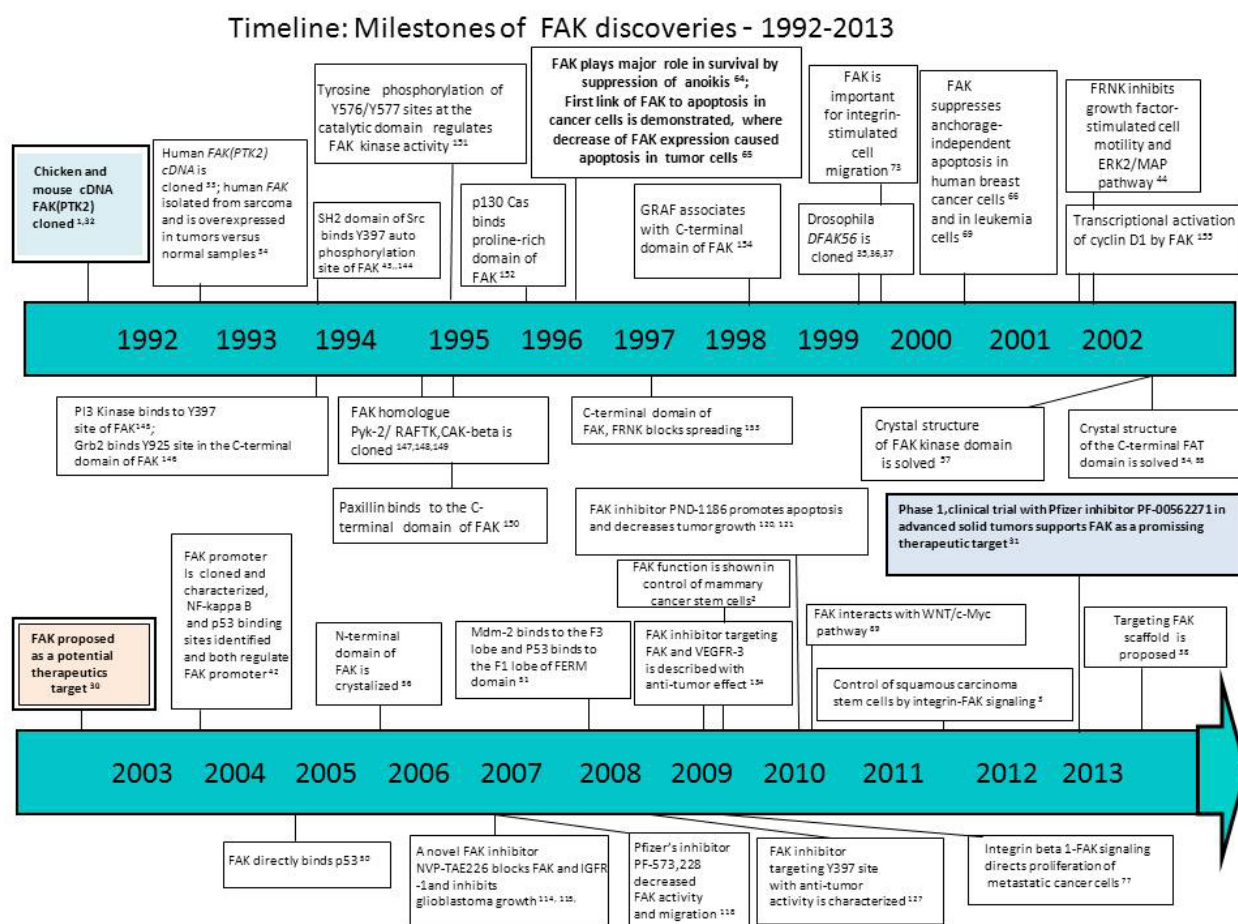 Timeline: Milestones of FAK discoveries - 1992-2013
Chicken and
mouse cDNA
FAK(PTK2)
cloned 1,32
Human FAK(PTK2)
cDNA is
cloned 33; human FAK
isolated from sarcoma
and is overexpressed
in tumors versus
normal samples 34
Tyrosine phosphorylation of
Y576/Y577 sites at the
catalytic domain regulates
FAK kinase activity 151
SH2 domain of Src
binds Y397 auto
phosphorylation
site of FAK 43,,144
p130 Cas
binds
proline-rich
domain of
FAK 152
FAK plays major role in survival by
suppression of anoikis 64;
First link of FAK to apoptosis in
cancer cells is demonstrated, where
decrease of FAK expression caused
apoptosis in tumor cells 65
GRAF associates
with C-terminal
domain of FAK 154
FAK is
important
for integrin-
stimulated
cell
migration 73
Drosophila
DFAK56 is
cloned 35,36,37
FAK
suppresses
anchorage-
independent
apoptosis in
human breast
cancer cells 66
and in leukemia
cells 69
FRNK inhibits
growth factor-
stimulated cell
motility and
ERK2/MAP
pathway 44
Transcriptional activation
of cyclin D1 by FAK 155
1992 1993 1994 1995 1996 1997 1998 1999 2000 2001 2002
PI3 Kinase binds to Y397
site of FAK145;
Grb2 binds Y925 site in the C-terminal
domain of FAK 146
FAK homologue
Pyk-2/ RAFTK,CAK-beta is
cloned 147,148,149
Paxillin binds to the C-
terminal domain of FAK 150
C-terminal domain of
FAK, FRNK blocks spreading 153
Crystal structure
of FAK kinase domain
is solved 57
Crystal structure
of the C-terminal FAT
domain is solved 54, 55
FAK proposed
as a potential
therapeutics
target 30
FAK promoter
Is cloned and
characterized,
NF-kappa B
and p53 binding
sites identified
and both regulate
FAK promoter42
N-terminal
domain of
FAK is
crystalized 56
Mdm-2 binds to the F3
lobe and P53 binds to
the F1 lobe of FERM
domain 51
FAK inhibitor PND-1186 promotes apoptosis
and decreases tumor growth 120, 121
FAK function is shown in
control of mammary
cancer stem cells2
FAK inhibitor targeting
FAK and VEGFR-3
is described with
anti-tumor effect 134
Phase 1,clinical trial with Pfizer inhibitor PF-00562271 in
advanced solid tumors supports FAK as a promissing
therapeutic target 31
FAK interacts with WNT/c-Myc
pathway 89
Control of squamous carcinoma
stem cells by integrin-FAK signaling 3
Targeting FAK
scaffold is
proposed 58
2003 2004 2005 2006 2007 2008 2009 2010 2011 2012 2013
FAK directly binds p53 50
A novel FAK inhibitor
NVP-TAE226 blocks FAK and IGFR
-1and inhibits
glioblastoma growth 114, 115,
Pfizer's inhibitor
PF-573,228
decreased
FAK activity
and migration 118
FAK inhibitor
targeting Y397 site
with anti-tumor
activity is characterized 127
Integrin beta 1-FAK signaling
directs proliferation of
metastatic cancer cells 77